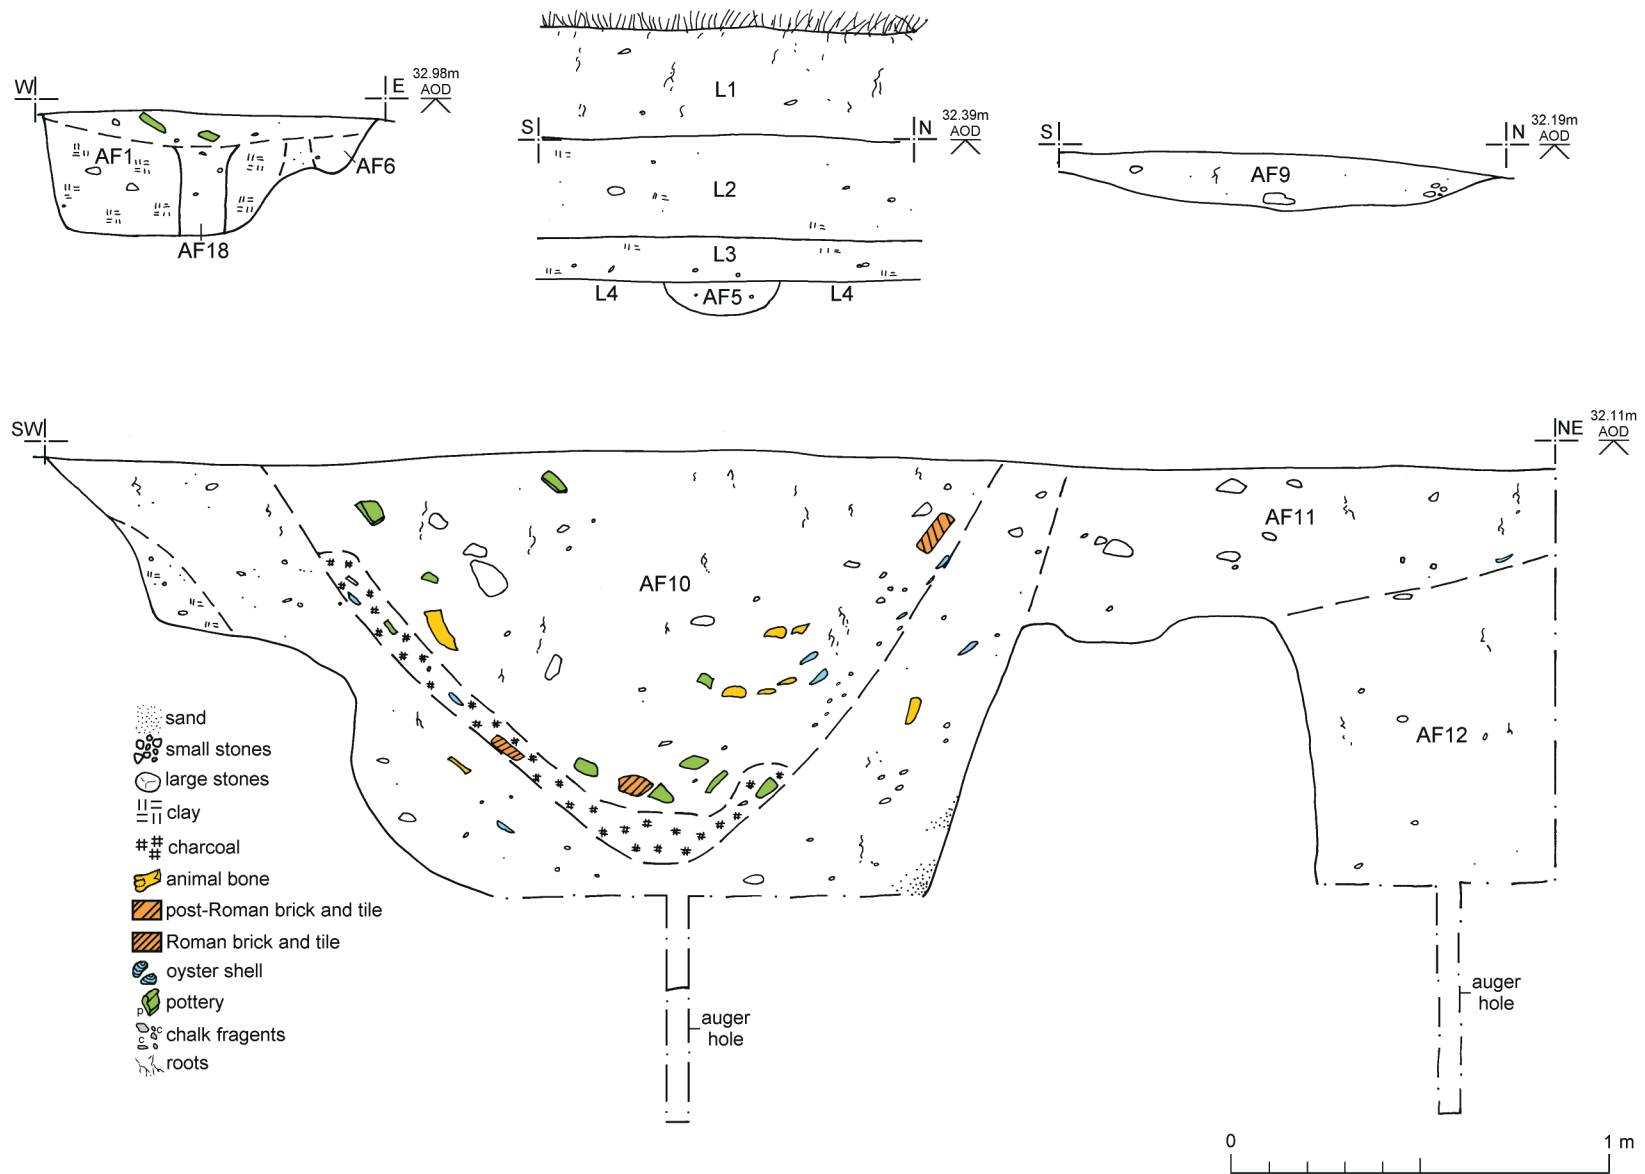 W
E
32.98m
AOD
AF1
AF6
AF18
L1
S
N
32.39m
AOD
L2
L3
L4
AF5
L4
S
N
32.19m
AOD
AF9
SW
NE
32.11m
AOD
AF11
AF10
AF12
sand
small stones
large stones
clay
charcoal
animal bone
post-Roman brick and tile
Roman brick and tile
oyster shell
p
pottery
c
c
chalk fragents
roots
auger
hole
auger
hole
0
1 m